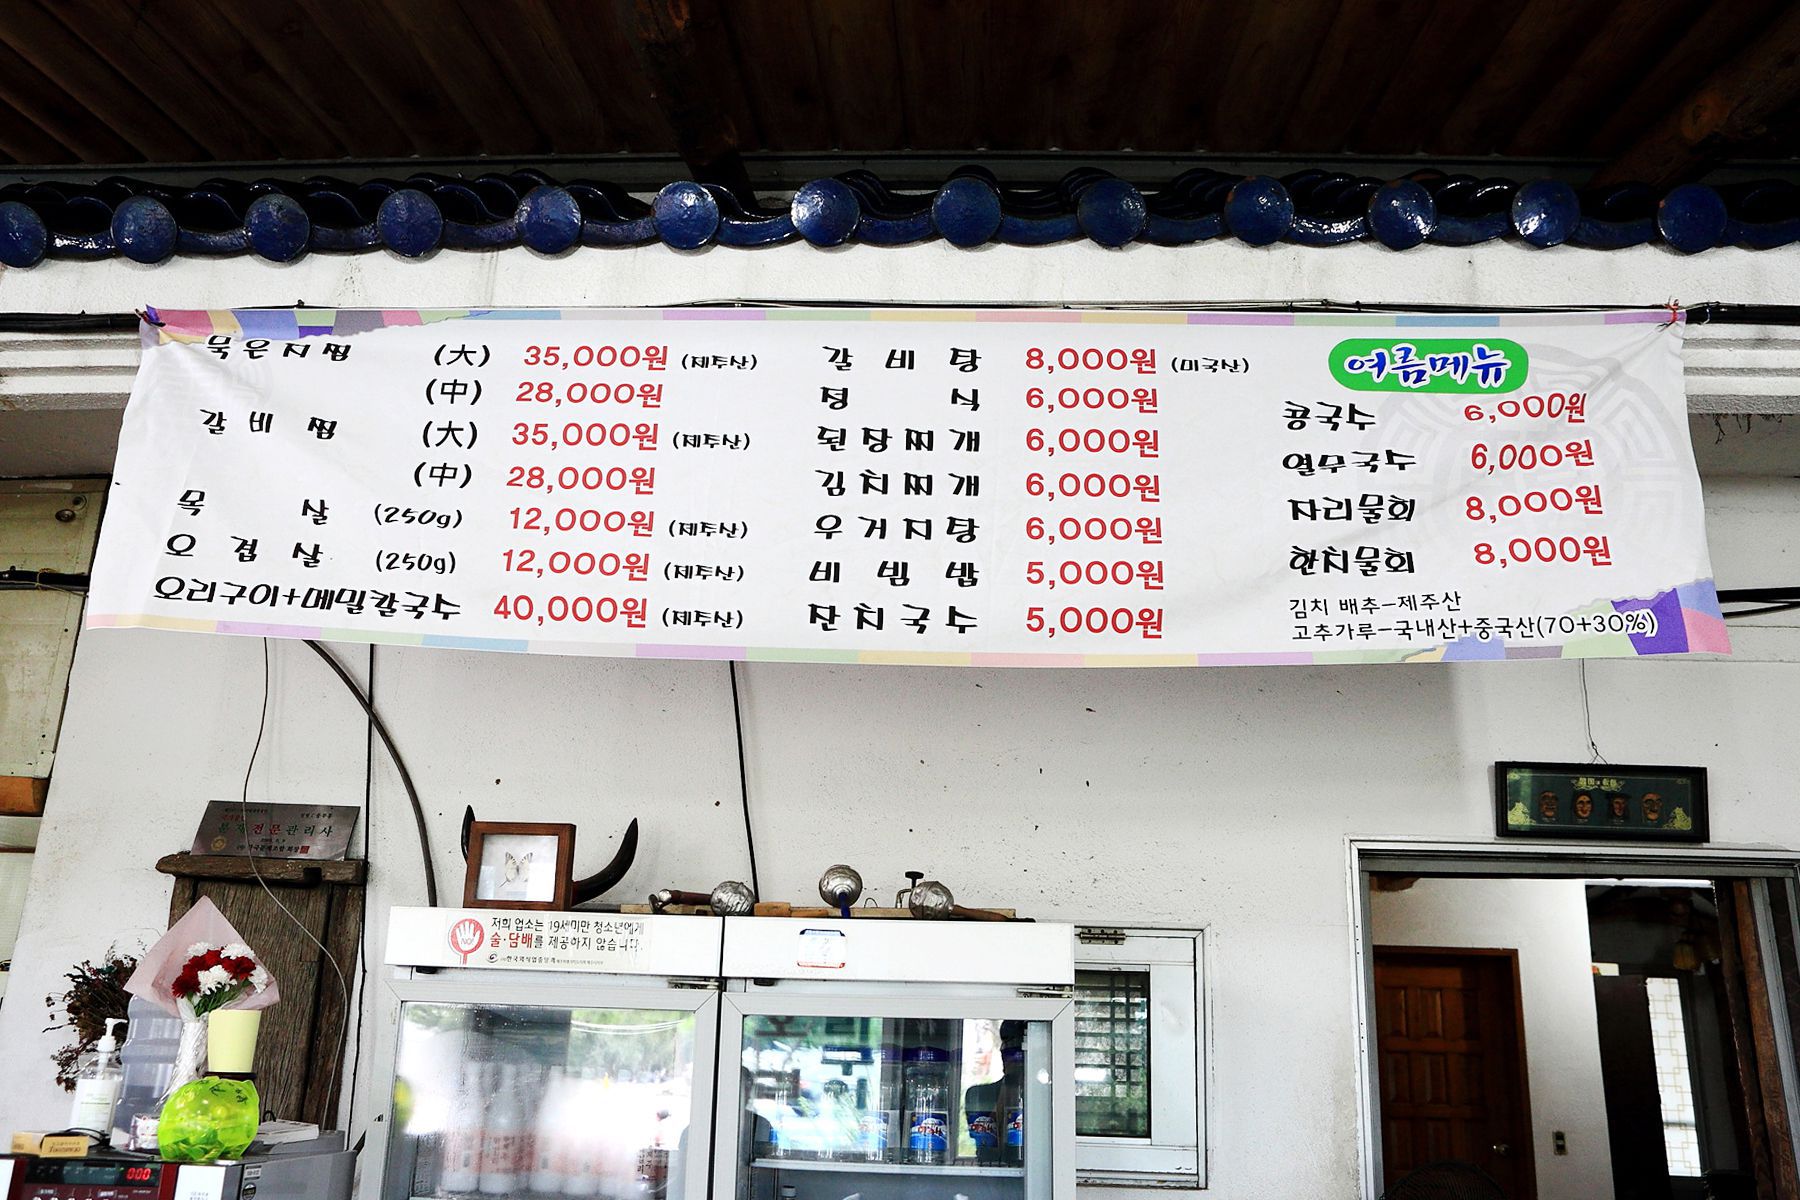 묵은지찜 (大) 35,000원 (제주산)
(中) 28,000원
갈비찜 (大) 35,000원 (제주산)
(中) 28,000원
목살 (250g) 12,000원 (제주산)
오겹살 (250g) 12,000원 (제주산)
오리구이+메밀칼국수 40,000원 (제주산)
갈비탕 8,000원 (미국산)
정식 6,000원
된장찌개 6,000원
김치찌개 6,000원
우거지탕 6,000원
비빔밥 5,000원
잔치국수 5,000원
여름메뉴
콩국수 6,000원
열무국수 6,000원
자리물회 8,000원
한치물회 8,000원
김치 배추-제주산
고추가루-국내산+중국산(70+30%)
분재전문관리사
NO!
저희 업소는 19세미만 청소년에게
술·담배를 제공하지 않습니다.
000